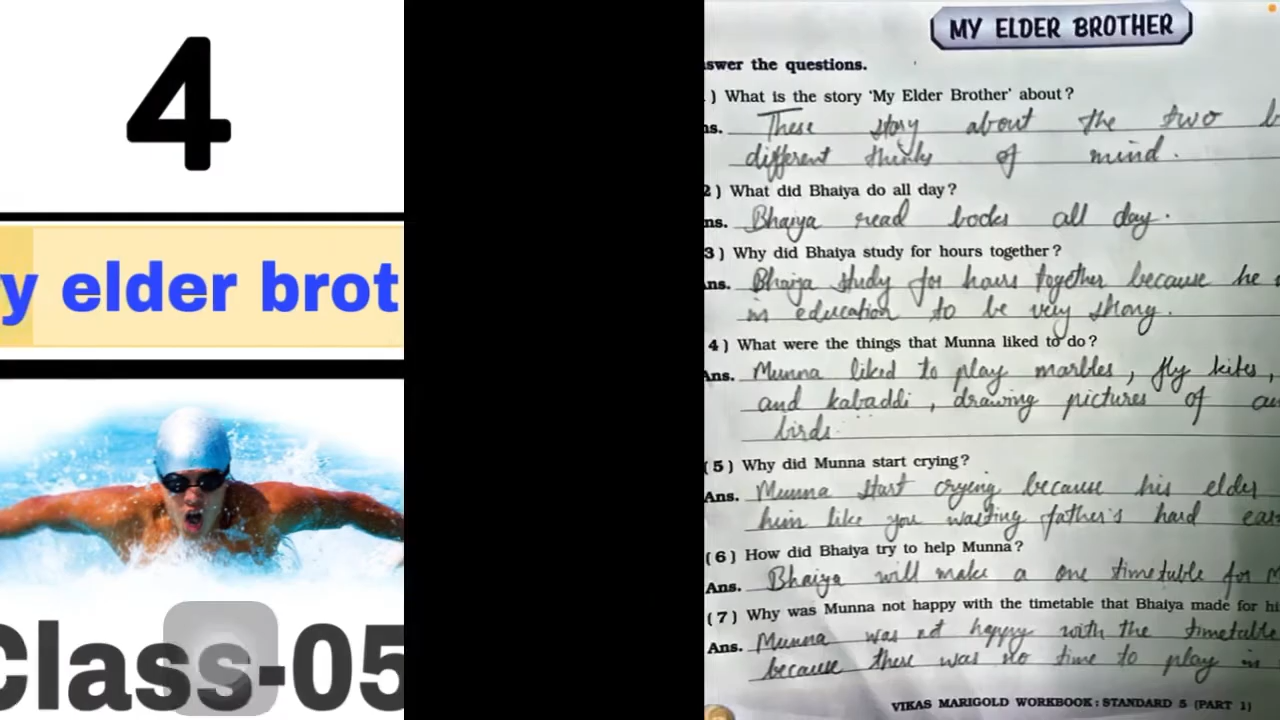 4
y elder brot
Class-05
MY ELDER BROTHER
swer the questions.
) What is the story 'My Elder Brother' about?
ns. These story about the two b
different thinks of mind.
2) What did Bhaiya do all day?
ns. Bhaiya read books all day.
3) Why did Bhaiya study for hours together?
ns. Bhaiya study for hours together because he
in education to be very strong.
4) What were the things that Munna liked to do?
Ans. Munna liked to play marbles, fly kites,
and kabaddi, drawing pictures of
birds
(5) Why did Munna start crying?
Ans. Munna start crying because his elder
him like you wasting father's hard ear
(6) How did Bhaiya try to help Munna?
Ans. Bhaiya will make a one timetable for M
(7) Why was Munna not happy with the timetable that Bhaiya made for hi
Ans. Munna was not happy with the timetable
because there was no time to play in
VIKAS MARIGOLD WORKBOOK: STANDARD 5 (PART 1)